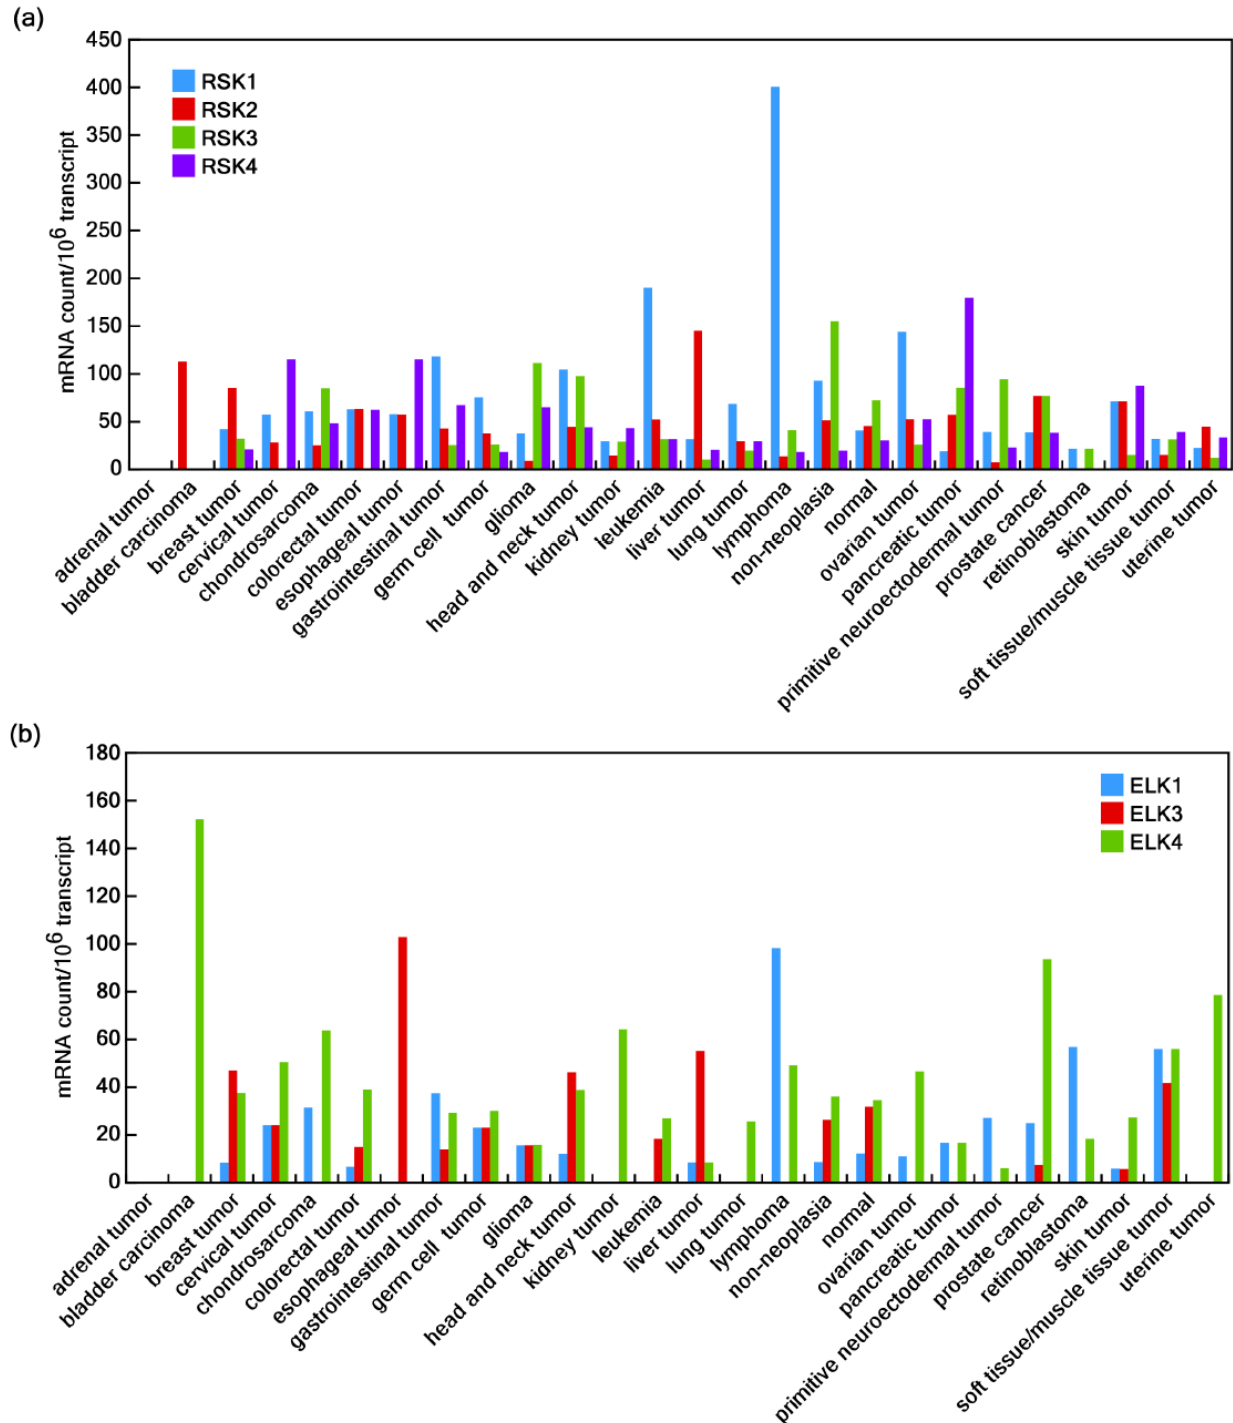 (a)
mRNA count/10⁶ transcript
450
400
350
300
250
200
150
100
50
0
RSK1
RSK2
RSK3
RSK4
adrenal tumor
bladder carcinoma
breast tumor
cervical tumor
chondrosarcoma
colorectal tumor
esophageal tumor
gastrointestinal tumor
germ cell tumor
glioma
head and neck tumor
kidney tumor
leukemia
liver tumor
lung tumor
lymphoma
non-neoplasia
normal
ovarian tumor
pancreatic tumor
primitive neuroectodermal tumor
prostate cancer
retinoblastoma
skin tumor
soft tissue/muscle tissue tumor
uterine tumor
(b)
mRNA count/10⁶ transcript
180
160
140
120
100
80
60
40
20
0
ELK1
ELK3
ELK4
adrenal tumor
bladder carcinoma
breast tumor
cervical tumor
chondrosarcoma
colorectal tumor
esophageal tumor
gastrointestinal tumor
germ cell tumor
glioma
head and neck tumor
kidney tumor
leukemia
liver tumor
lung tumor
lymphoma
non-neoplasia
normal
ovarian tumor
pancreatic tumor
primitive neuroectodermal tumor
prostate cancer
retinoblastoma
skin tumor
soft tissue/muscle tissue tumor
uterine tumor